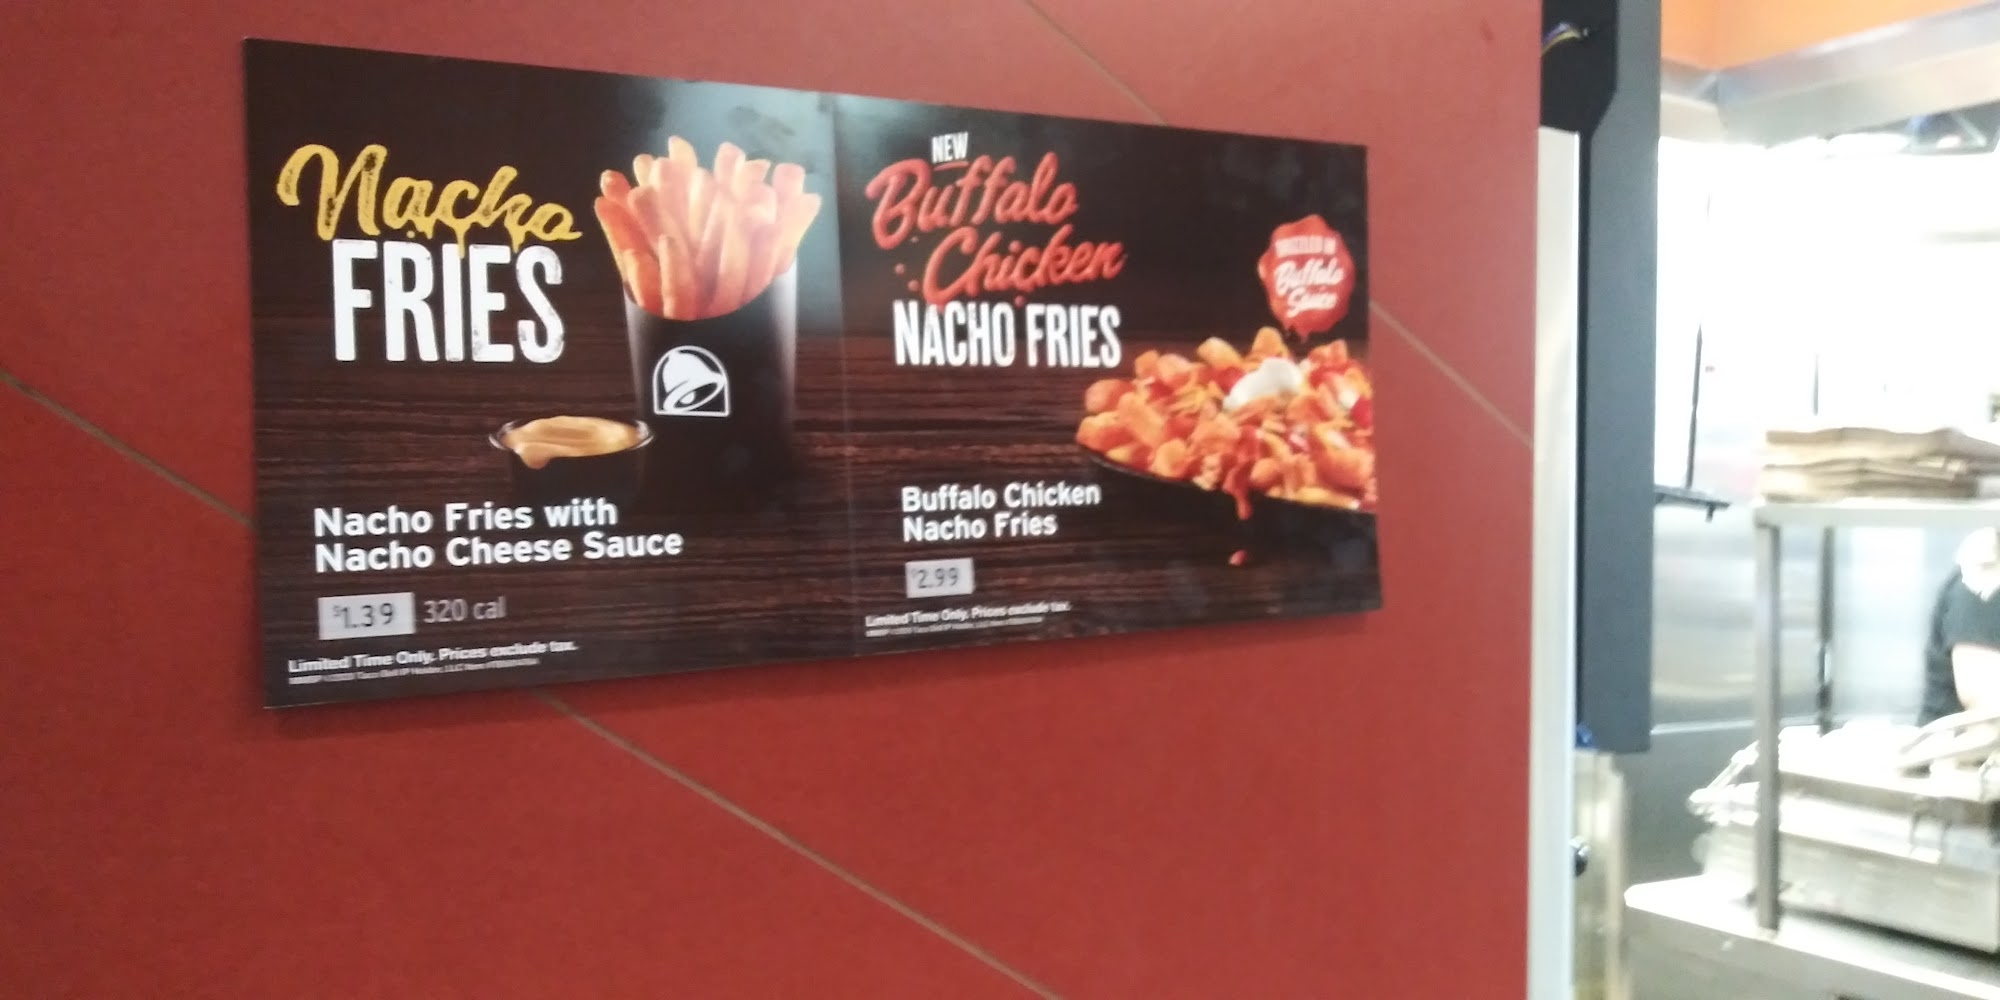 Nacho
FRIES
Nacho Fries with
Nacho Cheese Sauce
$1.39 320 cal
Limited Time Only. Prices exclude tax.
NEW
Buffalo
Chicken
NACHO FRIES
Buffalo
Sauce
Buffalo Chicken
Nacho Fries
$2.99
Limited Time Only. Prices exclude tax.